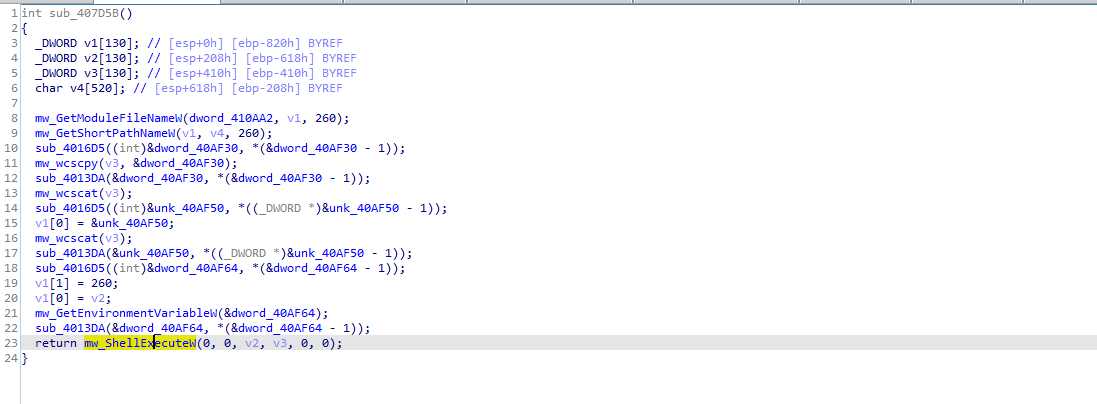 1 int sub_407D5B()
2 {
3 _DWORD v1[130]; // [esp+0h] [ebp-820h] BYREF
4 _DWORD v2[130]; // [esp+208h] [ebp-618h] BYREF
5 _DWORD v3[130]; // [esp+410h] [ebp-410h] BYREF
6 char v4[520]; // [esp+618h] [ebp-208h] BYREF
7
8 mw_GetModuleFileNameW(dword_410AA2, v1, 260);
9 mw_GetShortPathNameW(v1, v4, 260);
10 sub_4016D5((int)&dword_40AF30, *(&dword_40AF30 - 1));
11 mw_wcscpy(v3, &dword_40AF30);
12 sub_4013DA(&dword_40AF30, *(&dword_40AF30 - 1));
13 mw_wcscat(v3);
14 sub_4016D5((int)&unk_40AF50, *((_DWORD *)&unk_40AF50 - 1));
15 v1[0] = &unk_40AF50;
16 mw_wcscat(v3);
17 sub_4013DA(&unk_40AF50, *((_DWORD *)&unk_40AF50 - 1));
18 sub_4016D5((int)&dword_40AF64, *(&dword_40AF64 - 1));
19 v1[1] = 260;
20 v1[0] = v2;
21 mw_GetEnvironmentVariableW(&dword_40AF64);
22 sub_4013DA(&dword_40AF64, *(&dword_40AF64 - 1));
23 return mw_ShellExecuteW(0, 0, v2, v3, 0, 0);
24 }